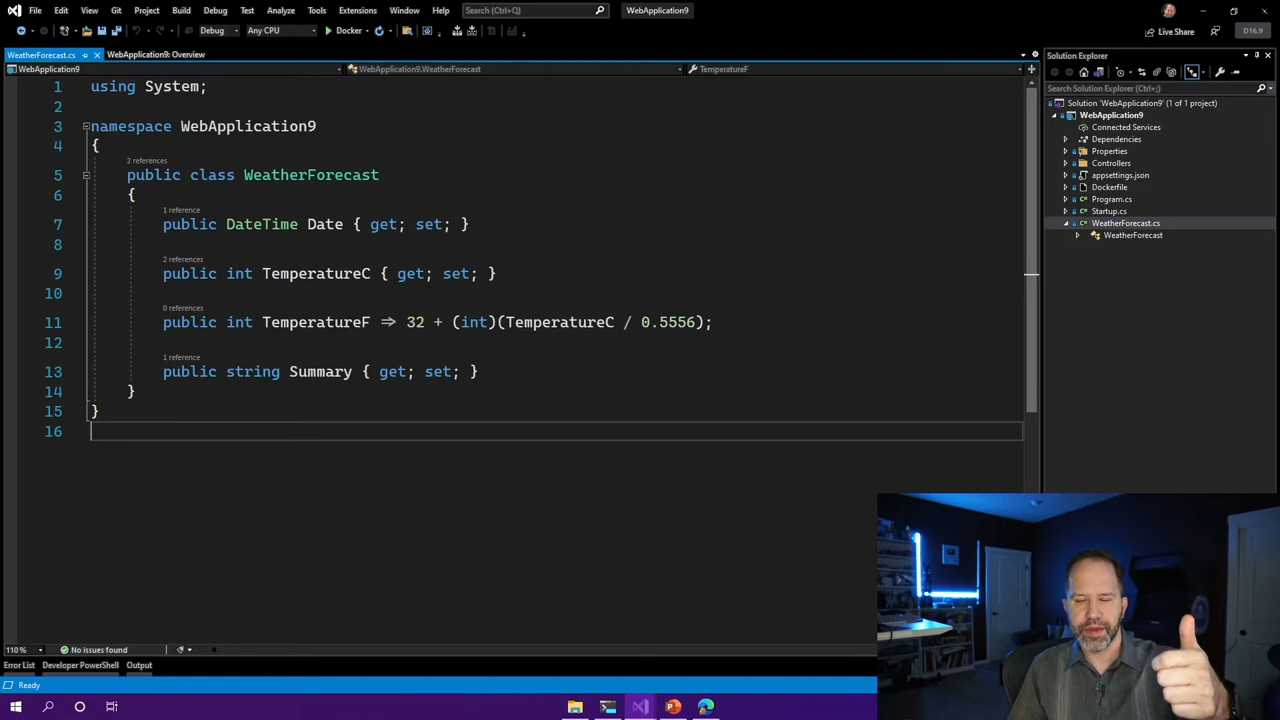 File Edit View Git Project Build Debug Test Analyze Tools Extensions Window Help Search (Ctrl+Q) WebApplication9
Debug Any CPU Docker Live Share D16.9
WeatherForecast.cs WebApplication9: Overview
WebApplication9 WebApplication9.WeatherForecast TemperatureF
1 using System;
2
3 namespace WebApplication9
4 {
2 references
5 public class WeatherForecast
6 {
1 reference
7 public DateTime Date { get; set; }
8
2 references
9 public int TemperatureC { get; set; }
10
0 references
11 public int TemperatureF => 32 + (int)(TemperatureC / 0.5556);
12
1 reference
13 public string Summary { get; set; }
14 }
15 }
16
Solution Explorer
Search Solution Explorer (Ctrl+;)
Solution 'WebApplication9' (1 of 1 project)
WebApplication9
Connected Services
Dependencies
Properties
Controllers
appsettings.json
Dockerfile
Program.cs
Startup.cs
WeatherForecast.cs
WeatherForecast
110 % No issues found
Error List Developer PowerShell Output
Ready